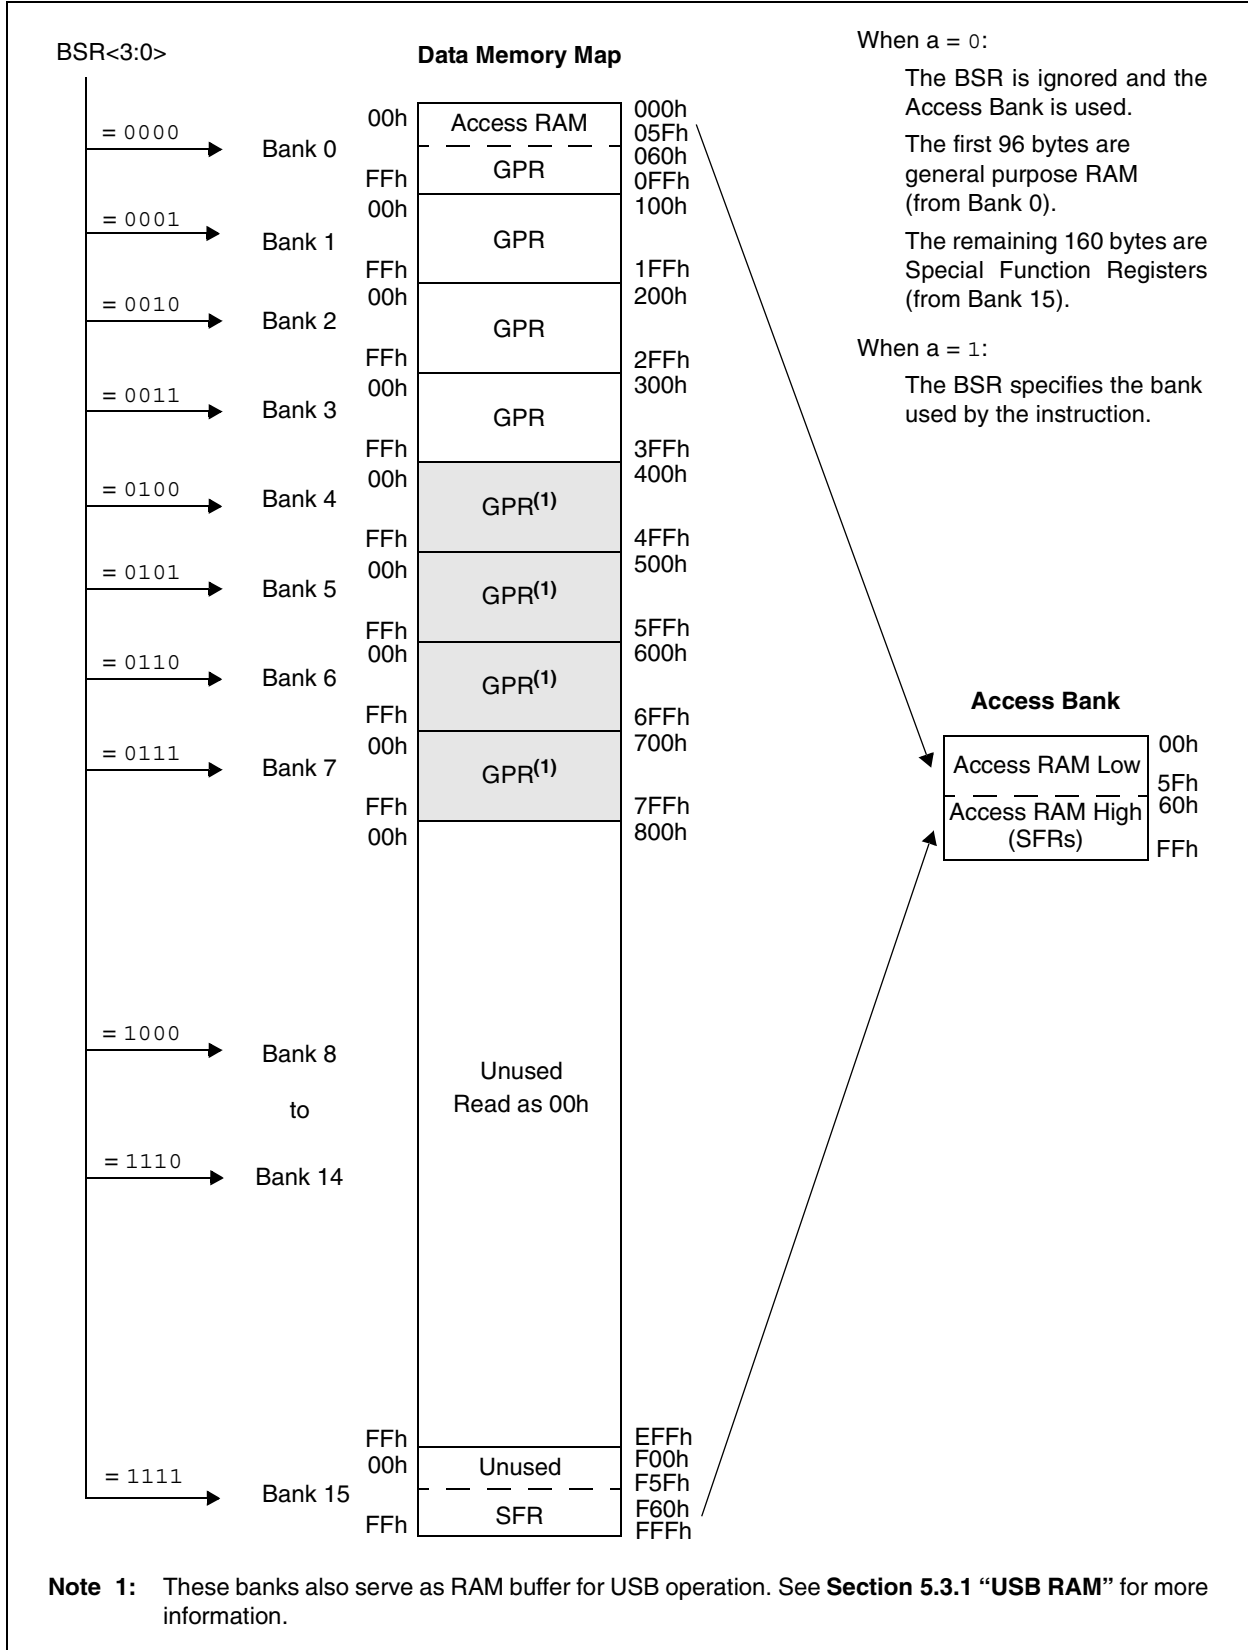 BSR<3:0>
Data Memory Map
When a = 0:
The BSR is ignored and the
Access Bank is used.
The first 96 bytes are
general purpose RAM
(from Bank 0).
The remaining 160 bytes are
Special Function Registers
(from Bank 15).
When a = 1:
The BSR specifies the bank
used by the instruction.
= 0000
Bank 0
00h
Access RAM
000h
05Fh
060h
GPR
FFh
0FFh
= 0001
Bank 1
00h
100h
GPR
FFh
1FFh
= 0010
Bank 2
00h
200h
GPR
FFh
2FFh
= 0011
Bank 3
00h
300h
GPR
FFh
3FFh
= 0100
Bank 4
00h
400h
GPR(1)
FFh
4FFh
= 0101
Bank 5
00h
500h
GPR(1)
FFh
5FFh
= 0110
Bank 6
00h
600h
GPR(1)
FFh
6FFh
= 0111
Bank 7
00h
700h
GPR(1)
FFh
7FFh
00h
800h
= 1000
Bank 8
to
= 1110
Bank 14
Unused
Read as 00h
FFh
EFFh
= 1111
Bank 15
00h
F00h
Unused
F5Fh
F60h
SFR
FFh
FFFh
Access Bank
Access RAM Low
00h
5Fh
Access RAM High
(SFRs)
60h
FFh
Note 1: These banks also serve as RAM buffer for USB operation. See Section 5.3.1 “USB RAM” for more
information.